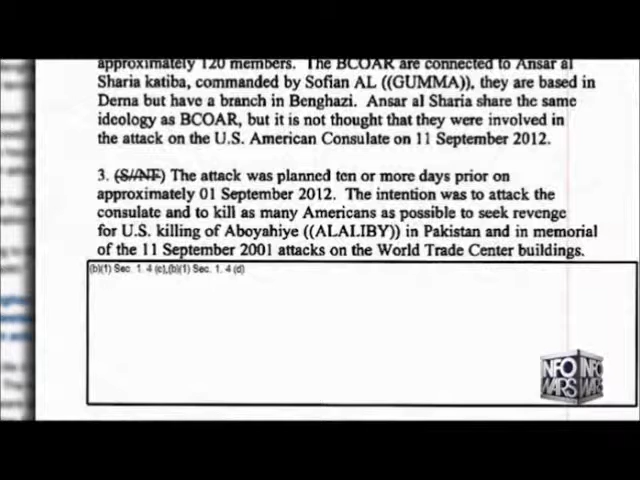 approximately 120 members. The BCOAR are connected to Ansar al
Sharia katiba, commanded by Sofian AL ((GUMMA)), they are based in
Derna but have a branch in Benghazi. Ansar al Sharia share the same
ideology as BCOAR, but it is not thought that they were involved in
the attack on the U.S. American Consulate on 11 September 2012.
3. (S//NF) The attack was planned ten or more days prior on
approximately 01 September 2012. The intention was to attack the
consulate and to kill as many Americans as possible to seek revenge
for U.S. killing of Aboyahiye ((ALALIBY)) in Pakistan and in memorial
of the 11 September 2001 attacks on the World Trade Center buildings.
(b)(1) Sec. 1. 4 (c),(b)(1) Sec. 1. 4 (d)
INFO INFO
WARS WARS